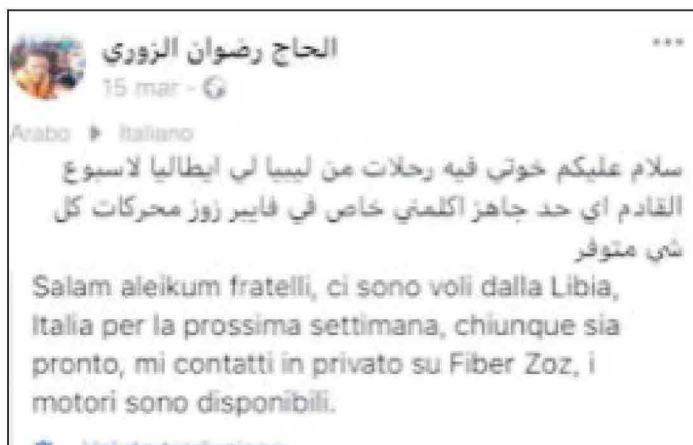 الحاج رضوان الزوري
15 mar
Arabo Italiano
سلام عليكم خوتي فيه رحلات من ليبيا لي ايطاليا لاسبوع
القادم اي حد جاهز اكلمني خاص في فايبر زوز محركات كل
شي متوفر
Salam aleikum fratelli, ci sono voli dalla Libia,
Italia per la prossima settimana, chiunque sia
pronto, mi contatti in privato su Fiber Zoz, i
motori sono disponibili.